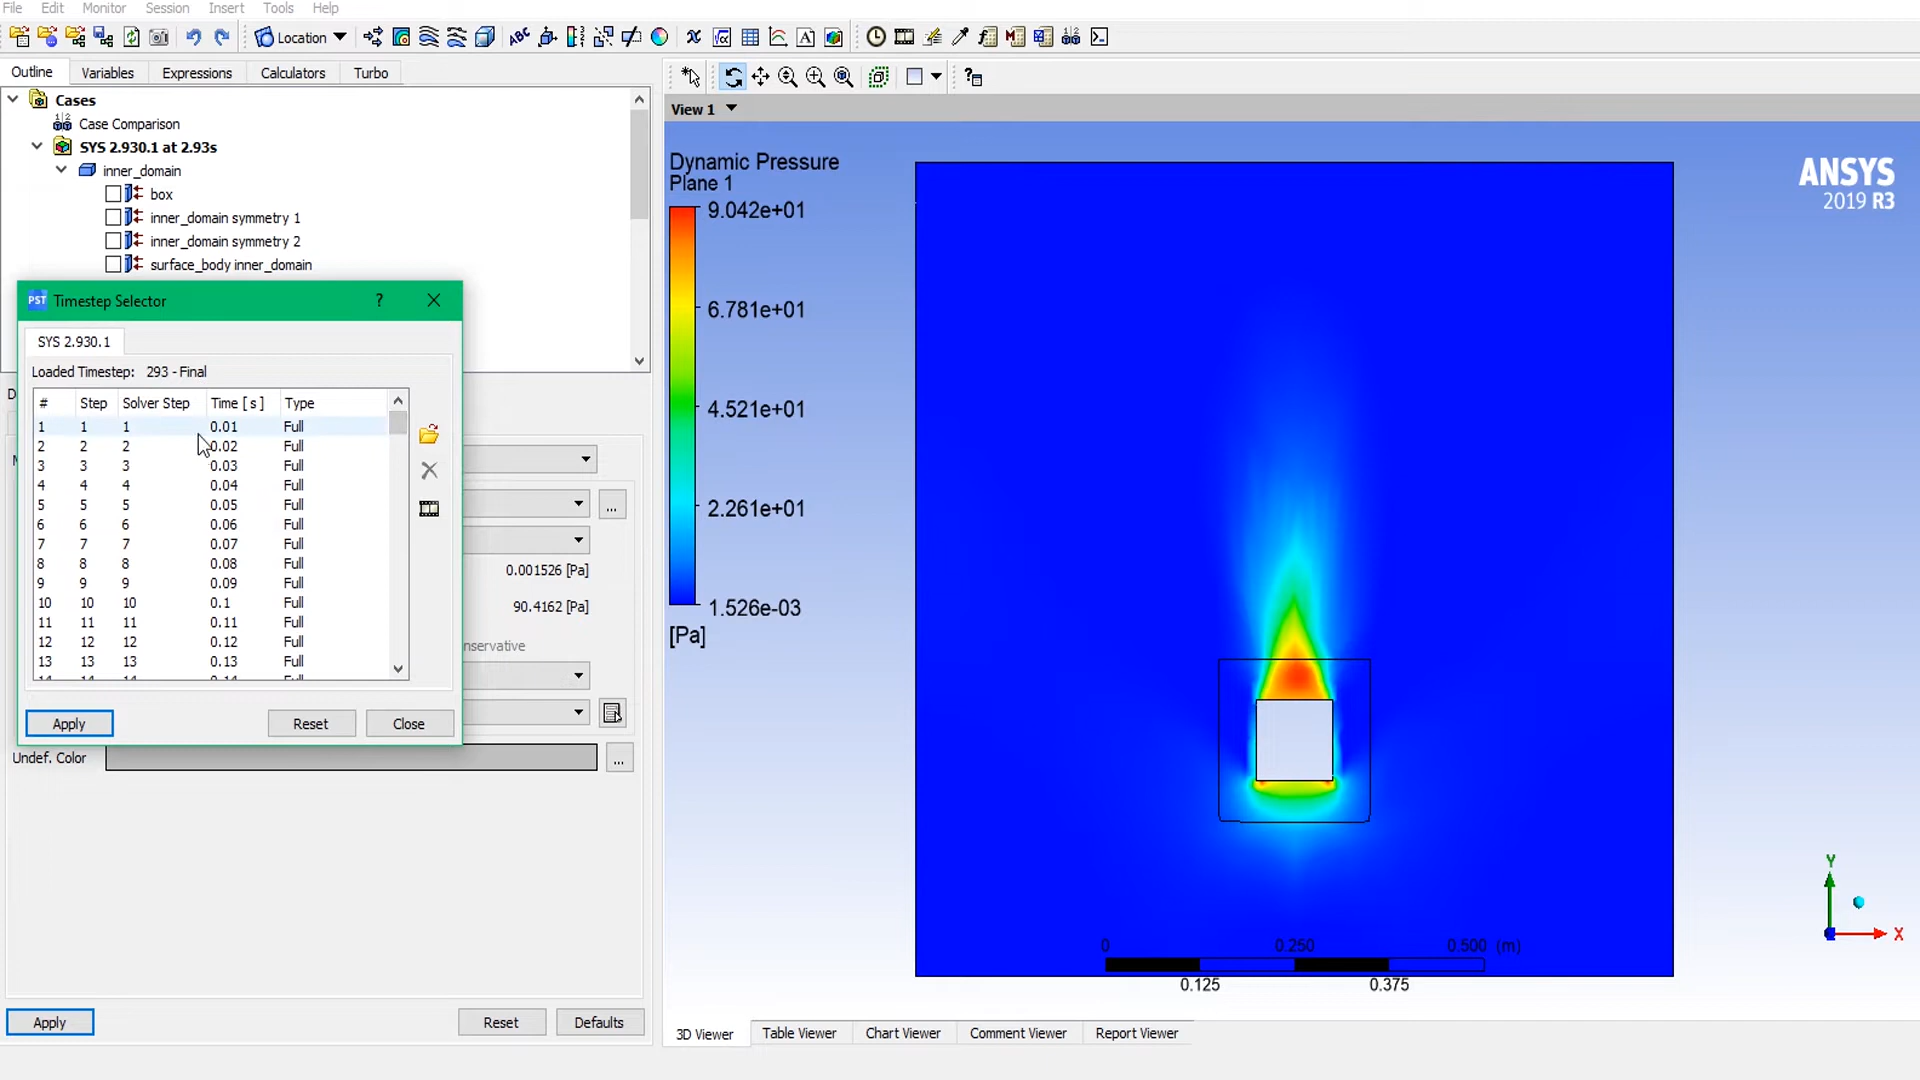 File Edit Monitor Session Insert Tools Help
Location
Outline Variables Expressions Calculators Turbo
Cases
Case Comparison
SYS 2.930.1 at 2.93s
inner_domain
box
inner_domain symmetry 1
inner_domain symmetry 2
surface_body inner_domain
PST Timestep Selector ?
SYS 2.930.1
Loaded Timestep: 293 - Final
# Step Solver Step Time [ s ] Type
1 1 1 0.01 Full
2 2 2 0.02 Full
3 3 3 0.03 Full
4 4 4 0.04 Full
5 5 5 0.05 Full
6 6 6 0.06 Full
7 7 7 0.07 Full
8 8 8 0.08 Full
9 9 9 0.09 Full
10 10 10 0.1 Full
11 11 11 0.11 Full
12 12 12 0.12 Full
13 13 13 0.13 Full
Apply Reset Close
...
0.001526 [Pa]
90.4162 [Pa]
nservative
Undef. Color ...
Apply Reset Defaults
View 1
Dynamic Pressure
Plane 1
9.042e+01
6.781e+01
4.521e+01
2.261e+01
1.526e-03
[Pa]
ANSYS
2019 R3
Y
X
0 0.250 0.500 (m)
0.125 0.375
3D Viewer Table Viewer Chart Viewer Comment Viewer Report Viewer